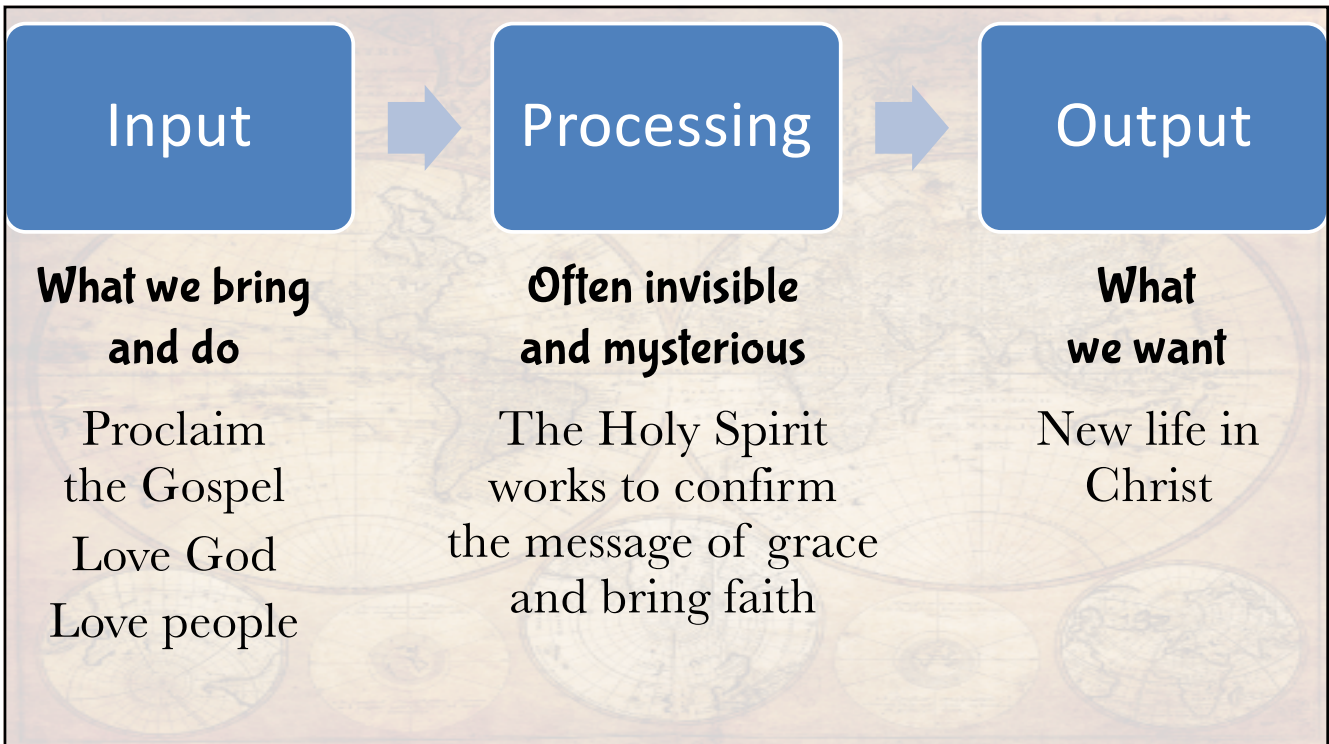 Input
Processing
Output
What we bring
and do
Proclaim
the Gospel
Love God
Love people
Often invisible
and mysterious
The Holy Spirit
works to confirm
the message of grace
and bring faith
What
we want
New life in
Christ